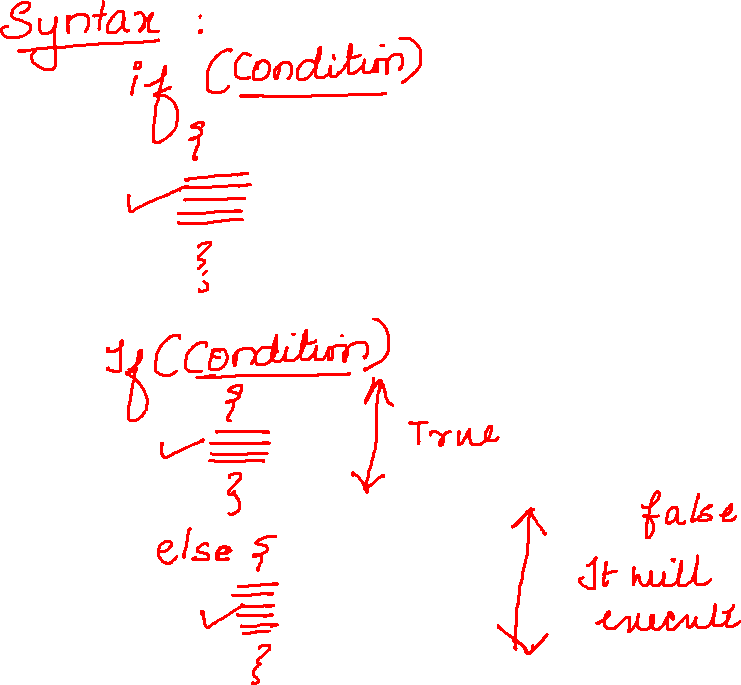 Syntax :
if (Condition)
{
}
If (Condition)
{
True
}
else {
}
false
It will
execute